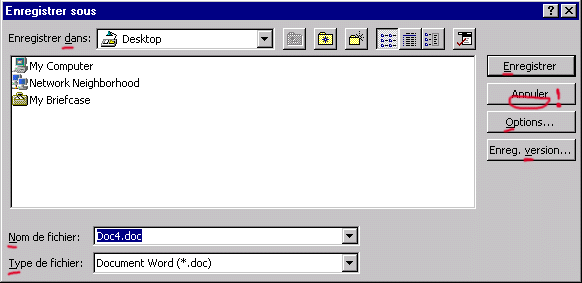 Enregistrer sous
Enregistrer dans: Desktop
My Computer
Network Neighborhood
My Briefcase
Enregistrer
Annuler !
Options...
Enreg. version...
Nom de fichier: Doc4.doc
Type de fichier: Document Word (*.doc)